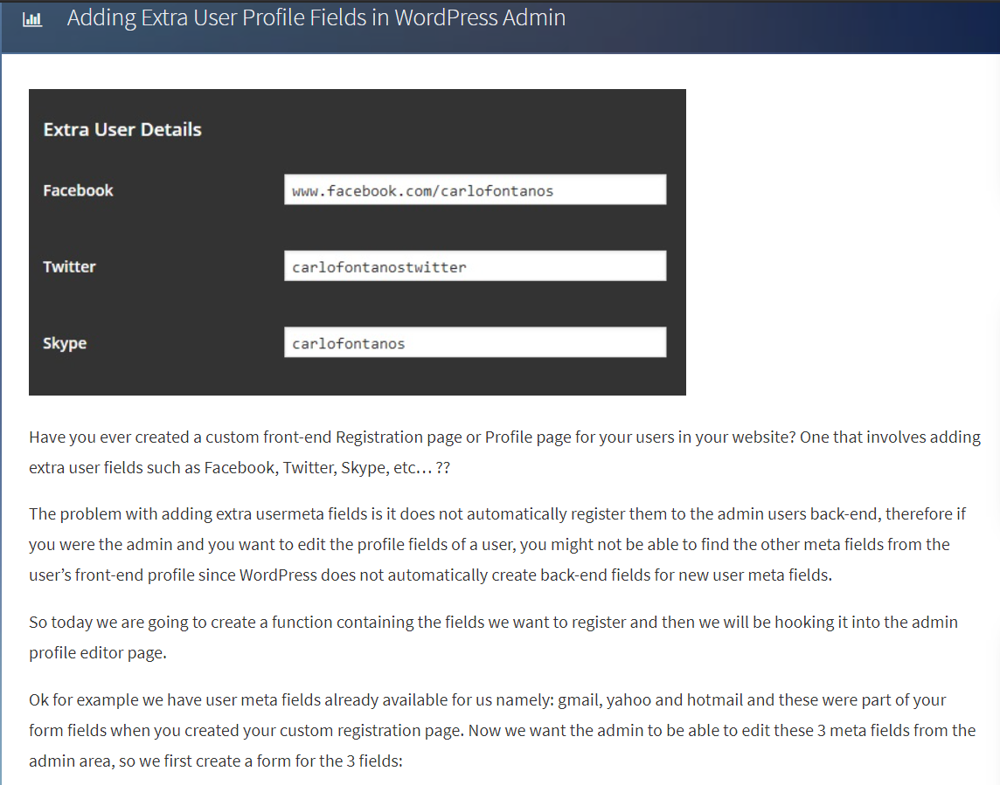 Adding Extra User Profile Fields in WordPress Admin
Extra User Details
Facebook
www.facebook.com/carlofontanos
Twitter
carlofontanostwitter
Skype
carlofontanos
Have you ever created a custom front-end Registration page or Profile page for your users in your website? One that involves adding
extra user fields such as Facebook, Twitter, Skype, etc… ??
The problem with adding extra usermeta fields is it does not automatically register them to the admin users back-end, therefore if
you were the admin and you want to edit the profile fields of a user, you might not be able to find the other meta fields from the
user’s front-end profile since WordPress does not automatically create back-end fields for new user meta fields.
So today we are going to create a function containing the fields we want to register and then we will be hooking it into the admin
profile editor page.
Ok for example we have user meta fields already available for us namely: gmail, yahoo and hotmail and these were part of your
form fields when you created your custom registration page. Now we want the admin to be able to edit these 3 meta fields from the
admin area, so we first create a form for the 3 fields: